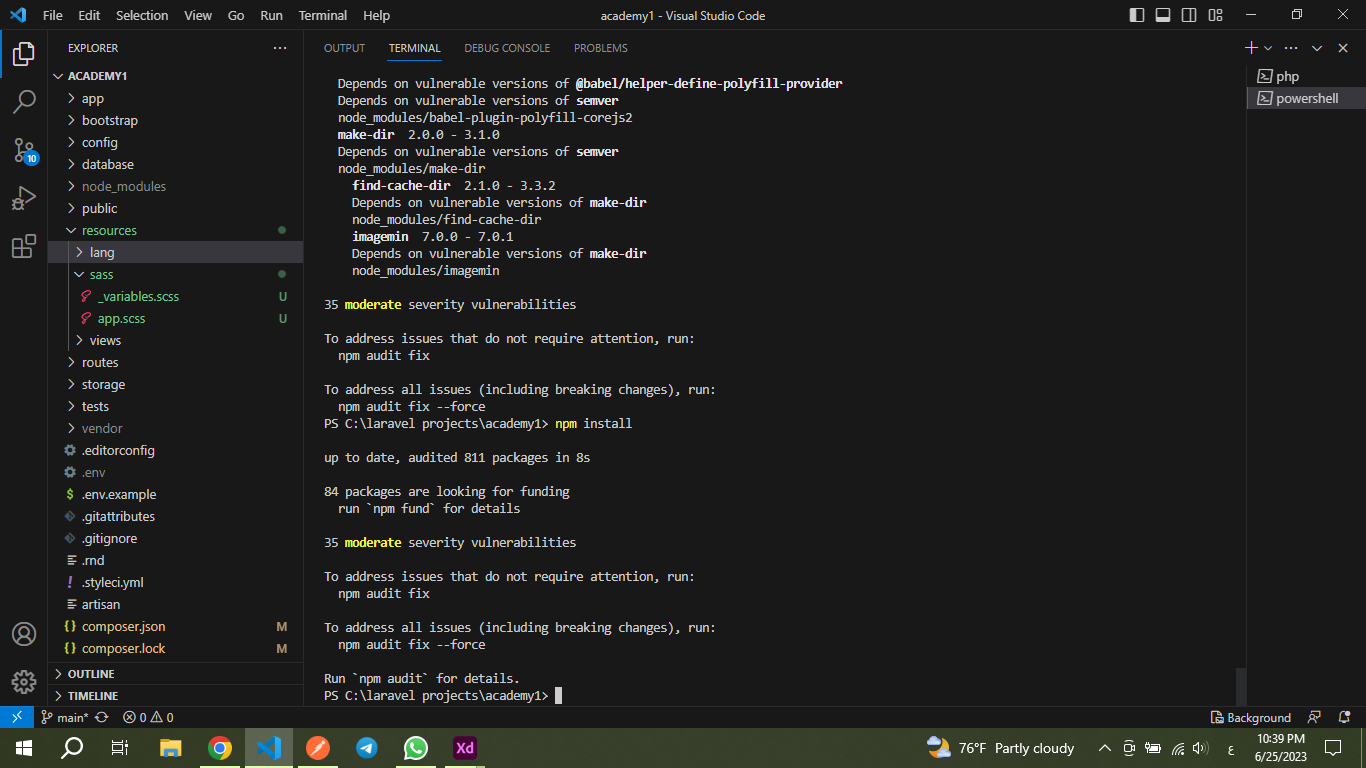 File Edit Selection View Go Run Terminal Help
academy1 - Visual Studio Code
EXPLORER
ACADEMY1
app
bootstrap
config
database
node_modules
public
resources
lang
sass
_variables.scss U
app.scss U
views
routes
storage
tests
vendor
.editorconfig
.env
$ .env.example
.gitattributes
.gitignore
.rnd
! .styleci.yml
artisan
{} composer.json M
{} composer.lock M
OUTLINE
TIMELINE
10
OUTPUT TERMINAL DEBUG CONSOLE PROBLEMS
Depends on vulnerable versions of @babel/helper-define-polyfill-provider
Depends on vulnerable versions of semver
node_modules/babel-plugin-polyfill-corejs2
make-dir 2.0.0 - 3.1.0
Depends on vulnerable versions of semver
node_modules/make-dir
find-cache-dir 2.1.0 - 3.3.2
Depends on vulnerable versions of make-dir
node_modules/find-cache-dir
imagemin 7.0.0 - 7.0.1
Depends on vulnerable versions of make-dir
node_modules/imagemin
35 moderate severity vulnerabilities
To address issues that do not require attention, run:
npm audit fix
To address all issues (including breaking changes), run:
npm audit fix --force
PS C:\laravel projects\academy1> npm install
up to date, audited 811 packages in 8s
84 packages are looking for funding
run `npm fund` for details
35 moderate severity vulnerabilities
To address issues that do not require attention, run:
npm audit fix
To address all issues (including breaking changes), run:
npm audit fix --force
Run `npm audit` for details.
PS C:\laravel projects\academy1>
php
powershell
main* 0 0
Background
Xd
76°F Partly cloudy
ع
10:39 PM
6/25/2023